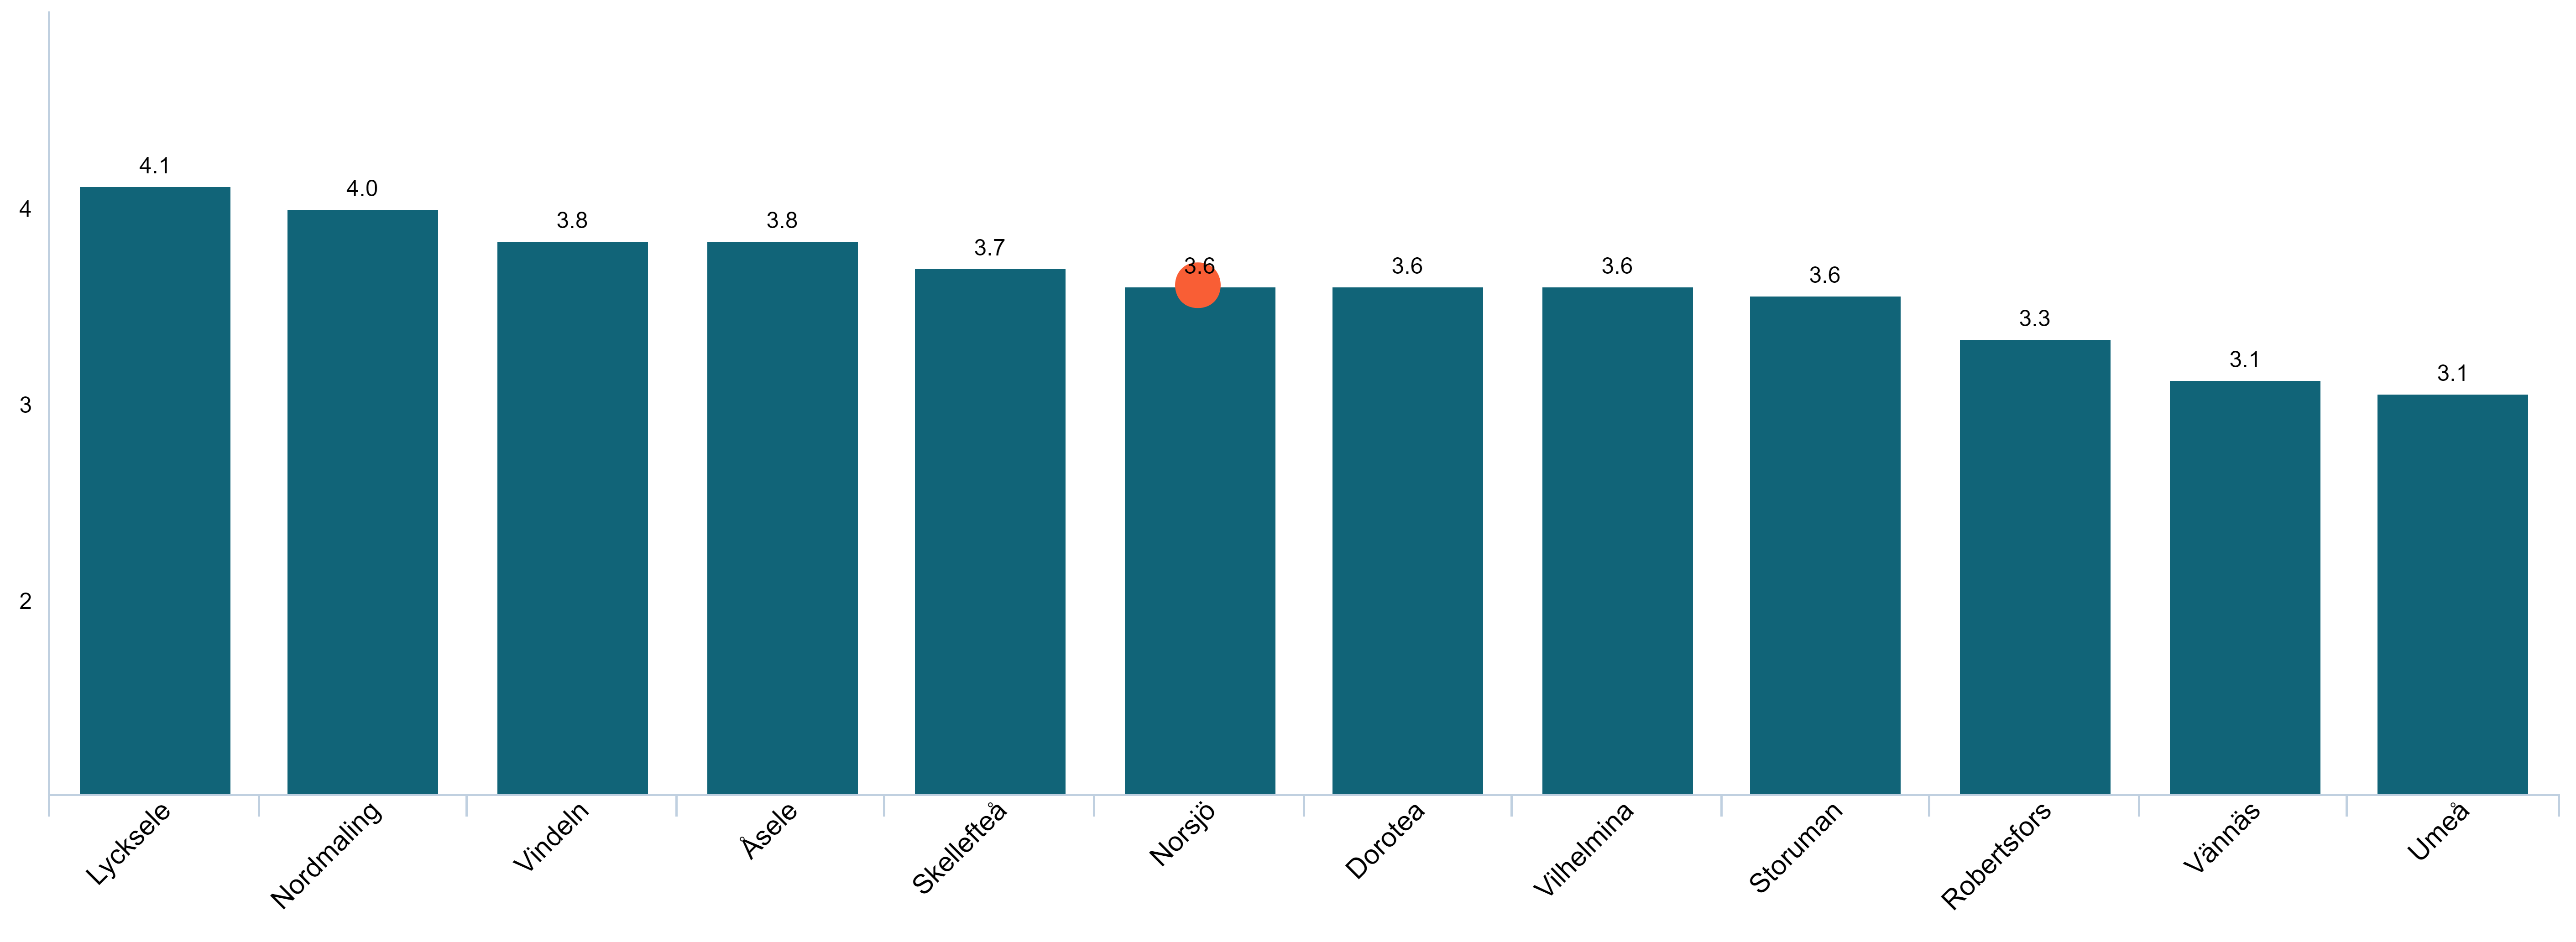 4.1
4.0
3.8
3.8
3.7
3.6
3.6
3.6
3.6
3.3
3.1
3.1
4
3
2
Lycksele
Nordmaling
Vindeln
Åsele
Skellefteå
Norsjö
Dorotea
Vilhelmina
Storuman
Robertsfors
Vännäs
Umeå